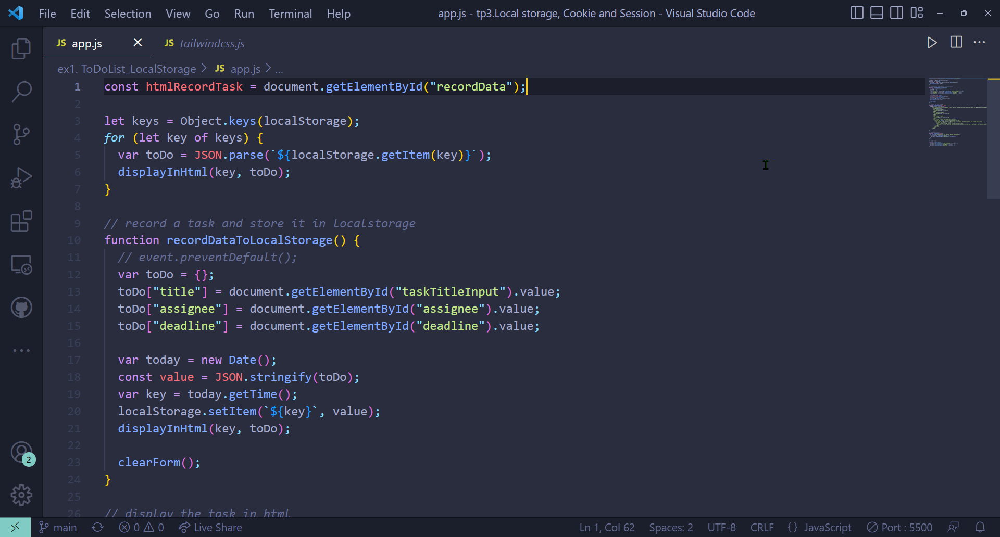 File Edit Selection View Go Run Terminal Help app.js - tp3.Local storage, Cookie and Session - Visual Studio Code
JS app.js JS tailwindcss.js
ex1. ToDoList_LocalStorage > JS app.js > ...
1 const htmlRecordTask = document.getElementById("recordData");
2
3 let keys = Object.keys(localStorage);
4 for (let key of keys) {
5 var toDo = JSON.parse(`${localStorage.getItem(key)}`);
6 displayInHtml(key, toDo);
7 }
8
9 // record a task and store it in localstorage
10 function recordDataToLocalStorage() {
11 // event.preventDefault();
12 var toDo = {};
13 toDo["title"] = document.getElementById("taskTitleInput").value;
14 toDo["assignee"] = document.getElementById("assignee").value;
15 toDo["deadline"] = document.getElementById("deadline").value;
16
17 var today = new Date();
18 const value = JSON.stringify(toDo);
19 var key = today.getTime();
20 localStorage.setItem(`${key}`, value);
21 displayInHtml(key, toDo);
22
23 clearForm();
24 }
25
26 // display the task in html
2
main 0 0 Live Share Ln 1, Col 62 Spaces: 2 UTF-8 CRLF {} JavaScript Port : 5500